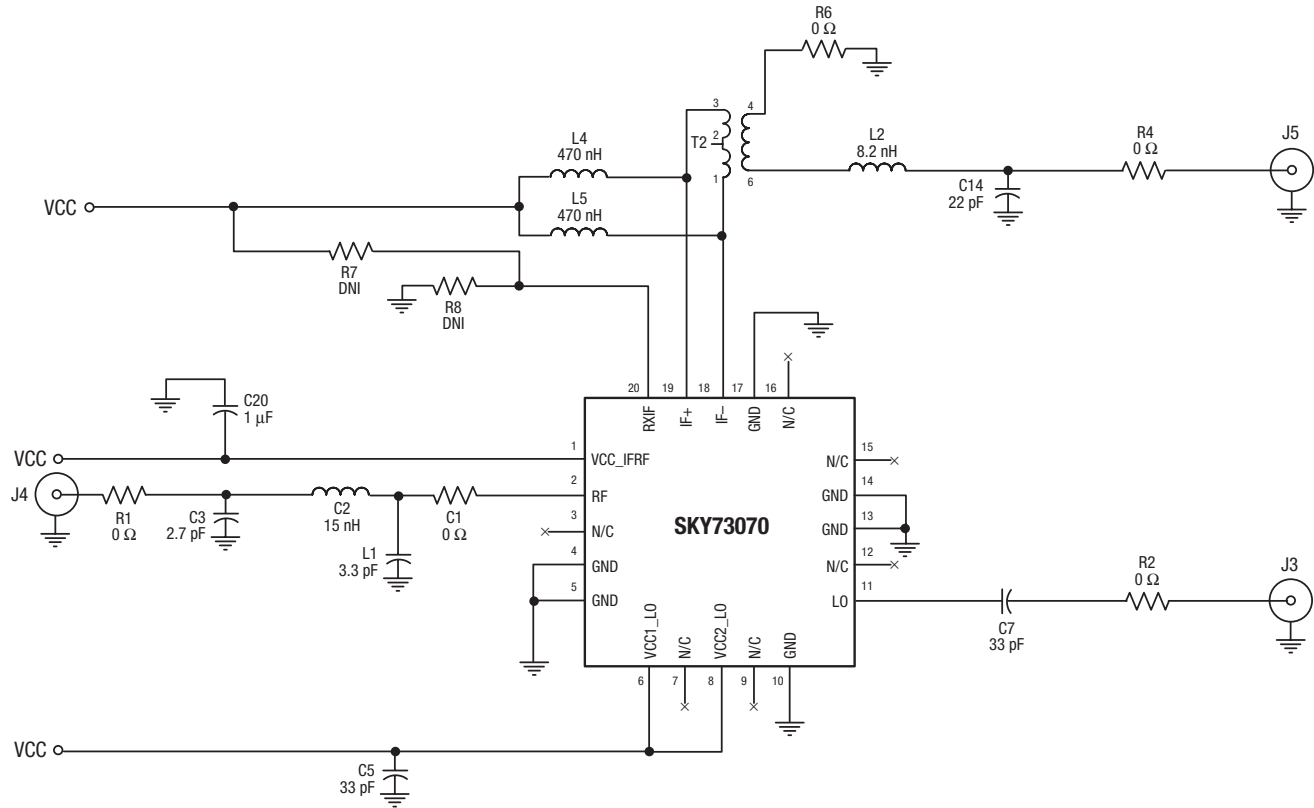 R6
0 Ω
3
4
T2
2
1
6
L2
8.2 nH
R4
0 Ω
J5
C14
22 pF
L4
470 nH
L5
470 nH
VCC
R7
DNI
R8
DNI
20
19
18
17
16
RXIF
IF+
IF–
GND
N/C
C20
1 μF
VCC
1
VCC_IFRF
J4
R1
0 Ω
C3
2.7 pF
C2
15 nH
L1
3.3 pF
C1
0 Ω
2
RF
3
N/C
4
GND
5
GND
SKY73070
15
N/C
14
GND
13
GND
12
N/C
11
LO
C7
33 pF
R2
0 Ω
J3
VCC1_LO
N/C
VCC2_LO
N/C
GND
6
7
8
9
10
VCC
C5
33 pF